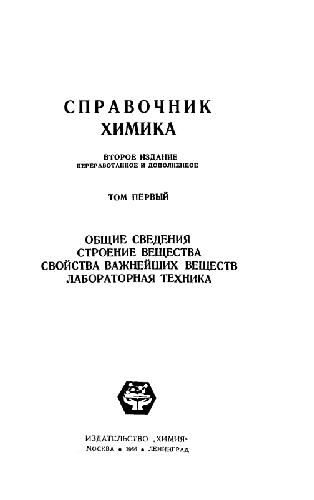 СПРАВОЧНИК
ХИМИКА
ВТОРОЕ ИЗДАНИЕ
ПЕРЕРАБОТАННОЕ И ДОПОЛНЕННОЕ
ТОМ ПЕРВЫЙ
ОБЩИЕ СВЕДЕНИЯ
СТРОЕНИЕ ВЕЩЕСТВА
СВОЙСТВА ВАЖНЕЙШИХ ВЕЩЕСТВ
ЛАБОРАТОРНАЯ ТЕХНИКА
ИЗДАТЕЛЬСТВО „ХИМИЯ"
МОСКВА • 1966 • ЛЕНИНГРАД